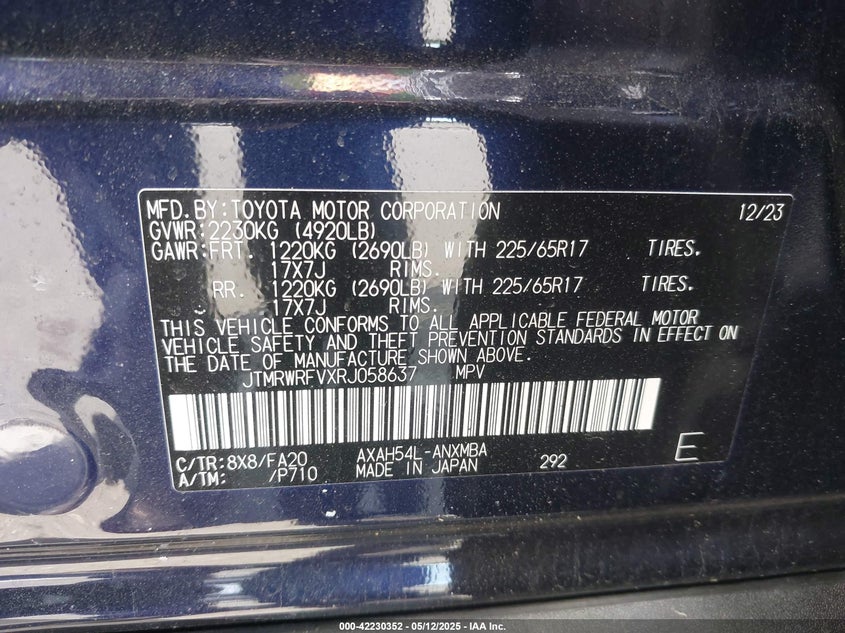 MFD.BY:TOYOTA MOTOR CORPORATION 12/23
GVWR:2230KG (4920LB)
GAWR:FRT. 1220KG (2690LB) WITH 225/65R17 TIRES.
17X7J RIMS.
RR. 1220KG (2690LB) WITH 225/65R17 TIRES.
17X7J RIMS.
THIS VEHICLE CONFORMS TO ALL APPLICABLE FEDERAL MOTOR
VEHICLE SAFETY AND THEFT PREVENTION STANDARDS IN EFFECT ON
THE DATE OF MANUFACTURE SHOWN ABOVE.
JTMRWRFVXRJ058637 MPV
C/TR:8X8/FA20 AXAH54L-ANXMBA E
A/TM: /P710 MADE IN JAPAN 292
000-42230352 - 05/12/2025 - IAA Inc.